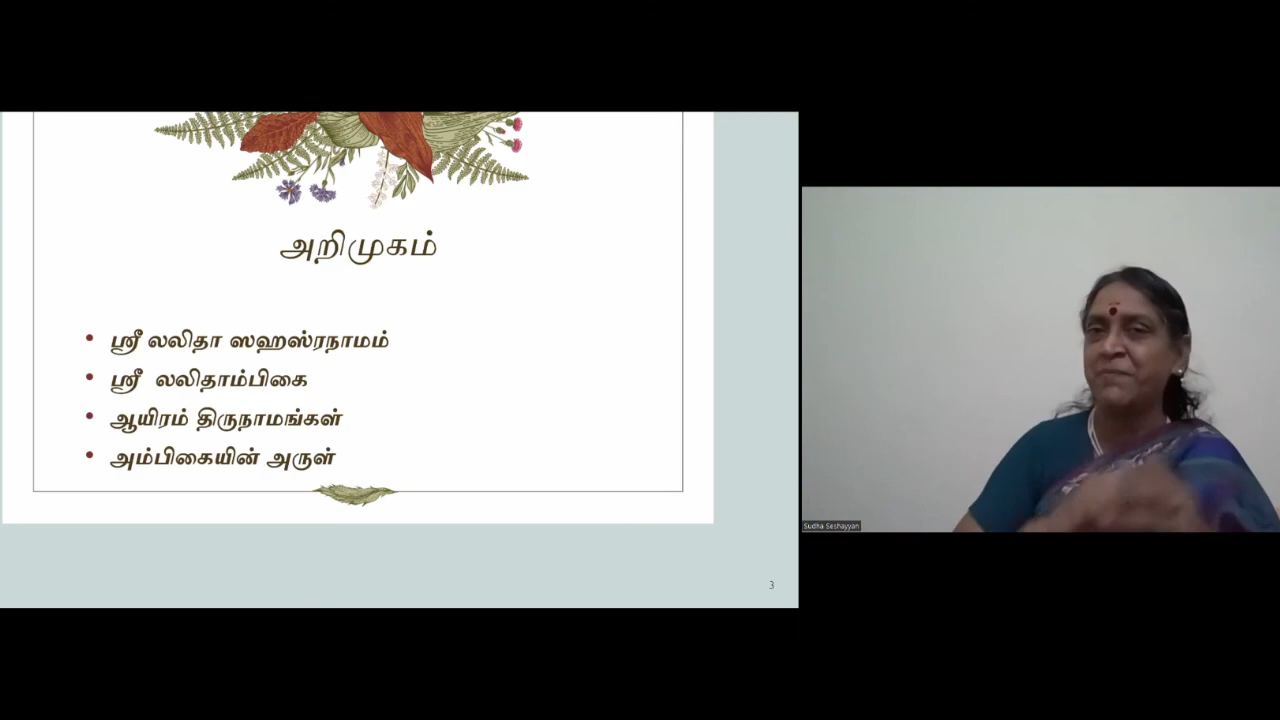 அறிமுகம்
ஸ்ரீ லலிதா ஸஹஸ்ரநாமம்
ஸ்ரீ லலிதாம்பிகை
ஆயிரம் திருநாமங்கள்
அம்பிகையின் அருள்
3
Sudha Seshayyan